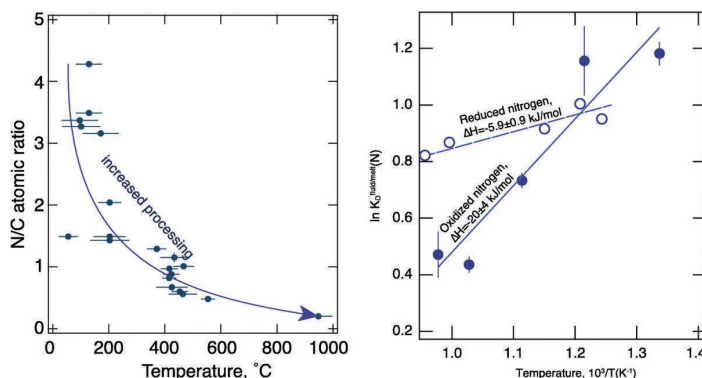 5
4
3
2
1
0
N/C atomic ratio
increased processing
0 200 400 600 800 1000
Temperature, ˚C
1.2
1.0
0.8
0.6
0.4
0.2
ln K_D^fluid/melt(N)
Reduced nitrogen,
ΔH=-5.9±0.9 kJ/mol
Oxidized nitrogen,
ΔH=-20±4 kJ/mol
1.0 1.1 1.2 1.3 1.4
Temperature, 10³/T(K⁻¹)